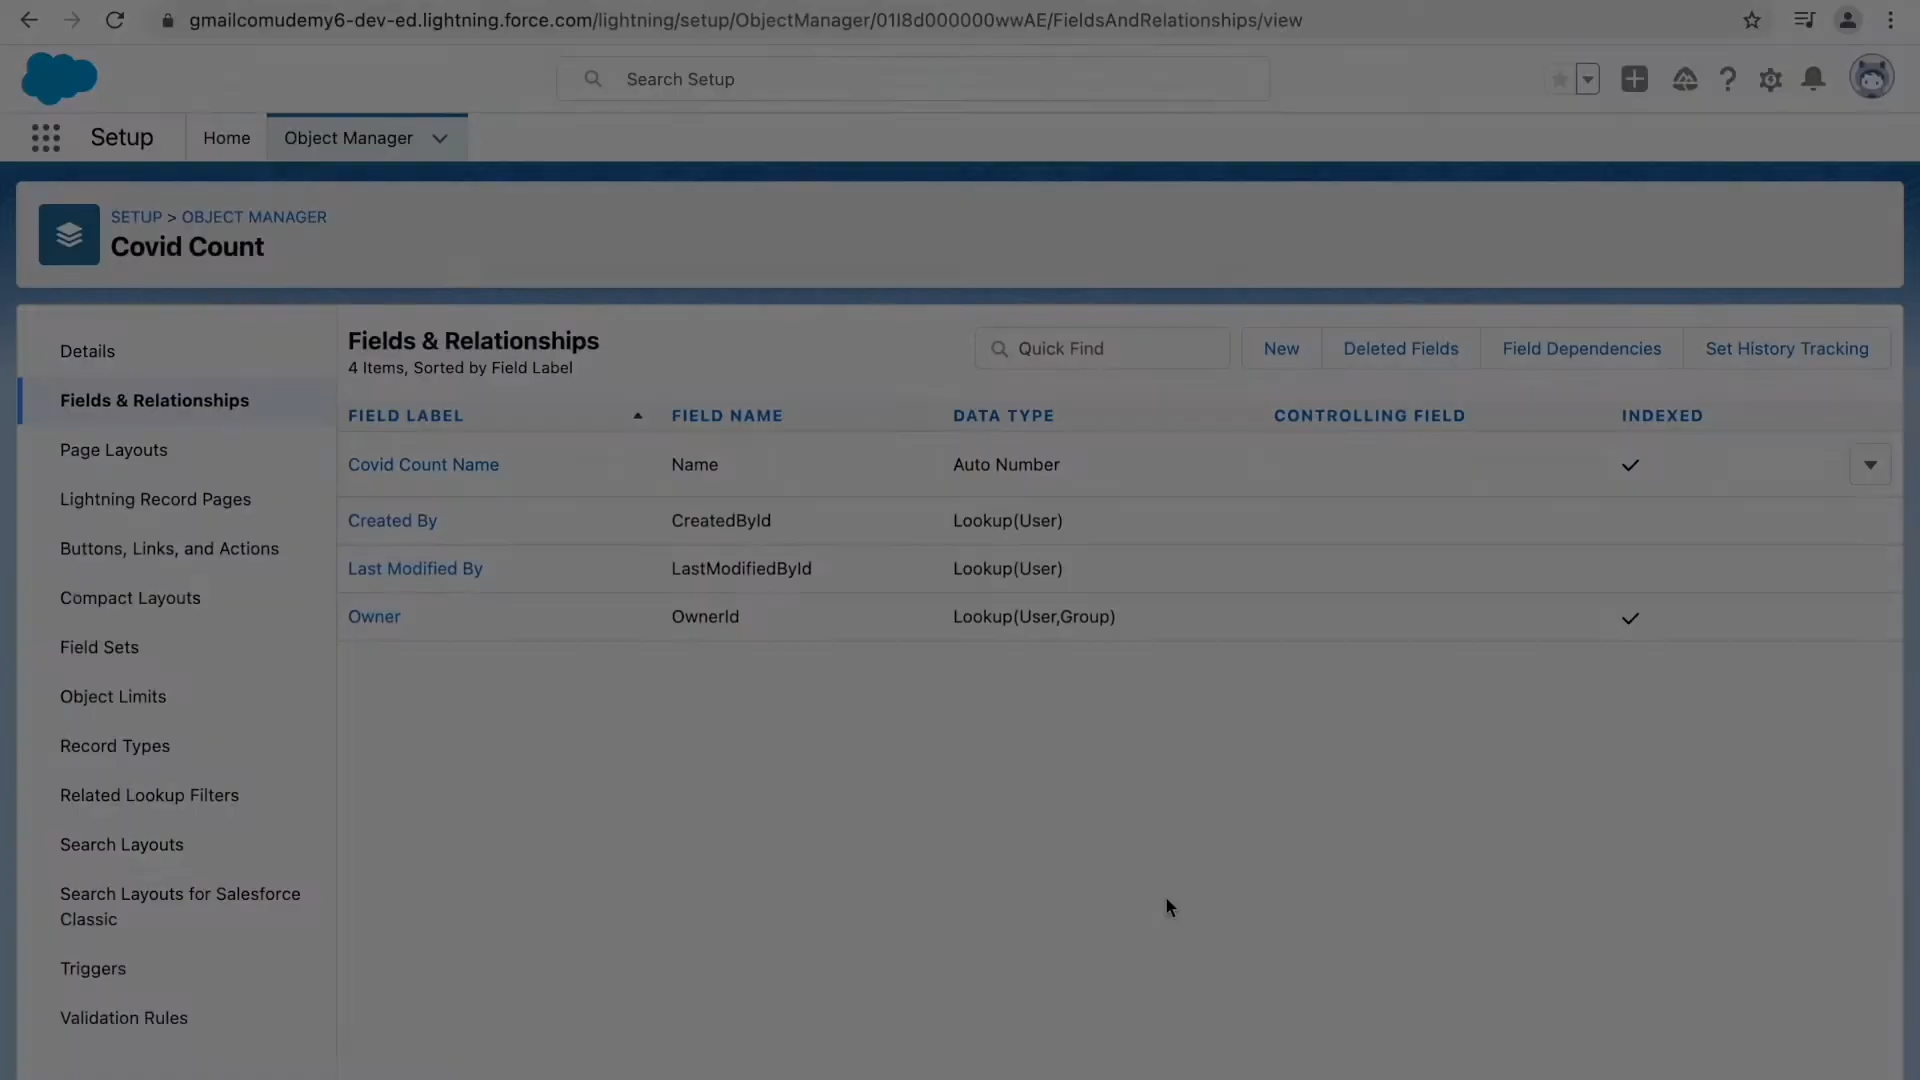 gmailcomudemy6-dev-ed.lightning.force.com/lightning/setup/ObjectManager/01I8d000000wwAE/FieldsAndRelationships/view
Search Setup
Setup
Home
Object Manager
SETUP > OBJECT MANAGER
Covid Count
Details
Fields & Relationships
Page Layouts
Lightning Record Pages
Buttons, Links, and Actions
Compact Layouts
Field Sets
Object Limits
Record Types
Related Lookup Filters
Search Layouts
Search Layouts for Salesforce
Classic
Triggers
Validation Rules
Fields & Relationships
4 Items, Sorted by Field Label
Quick Find
New
Deleted Fields
Field Dependencies
Set History Tracking
FIELD LABEL FIELD NAME DATA TYPE CONTROLLING FIELD INDEXED
Covid Count Name Name Auto Number
Created By CreatedById Lookup(User)
Last Modified By LastModifiedById Lookup(User)
Owner OwnerId Lookup(User,Group)